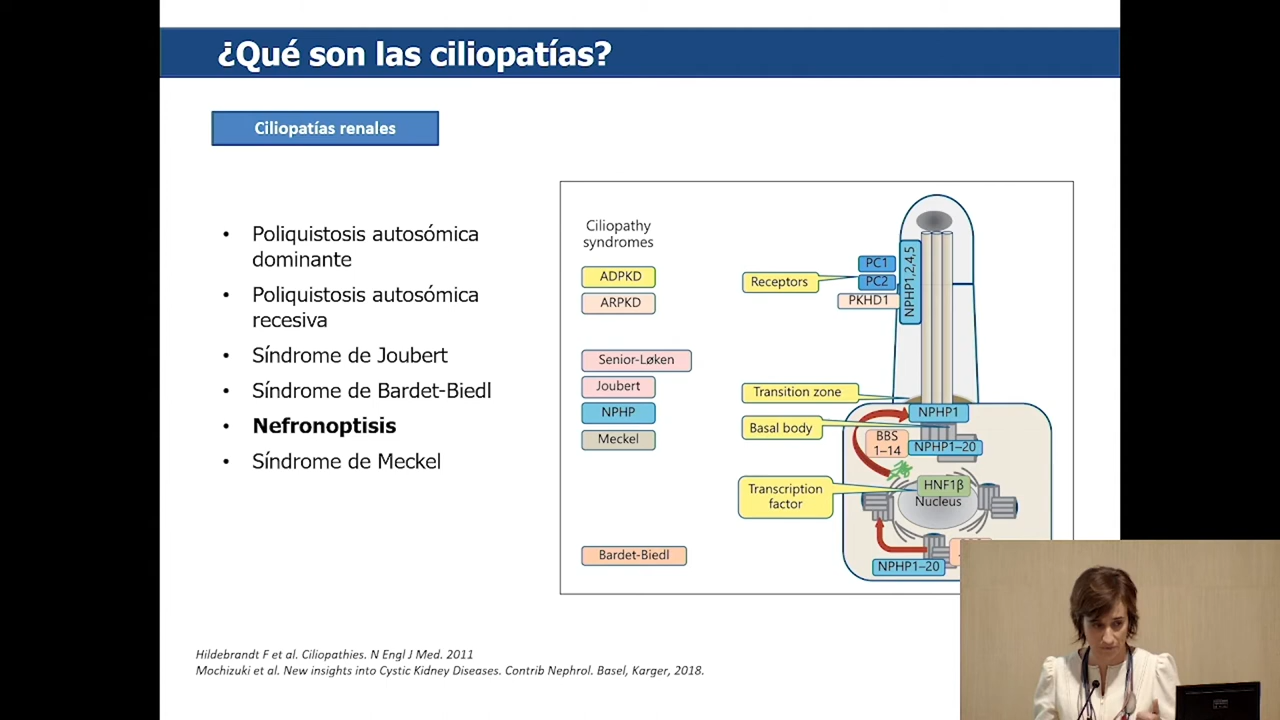 ¿Qué son las ciliopatías?
Ciliopatías renales
• Poliquistosis autosómica
dominante
• Poliquistosis autosómica
recesiva
• Síndrome de Joubert
• Síndrome de Bardet-Biedl
• Nefronoptisis
• Síndrome de Meckel
Ciliopathy
syndromes
ADPKD
ARPKD
Senior-Løken
Joubert
NPHP
Meckel
Bardet-Biedl
Receptors
PC1
PC2
PKHD1
NPHP1,2,4,5
Transition zone
NPHP1
Basal body
BBS
1–14
NPHP1–20
Transcription
factor
HNF1β
Nucleus
NPHP1–20
Hildebrandt F et al. Ciliopathies. N Engl J Med. 2011
Mochizuki et al. New insights into Cystic Kidney Diseases. Contrib Nephrol. Basel, Karger, 2018.